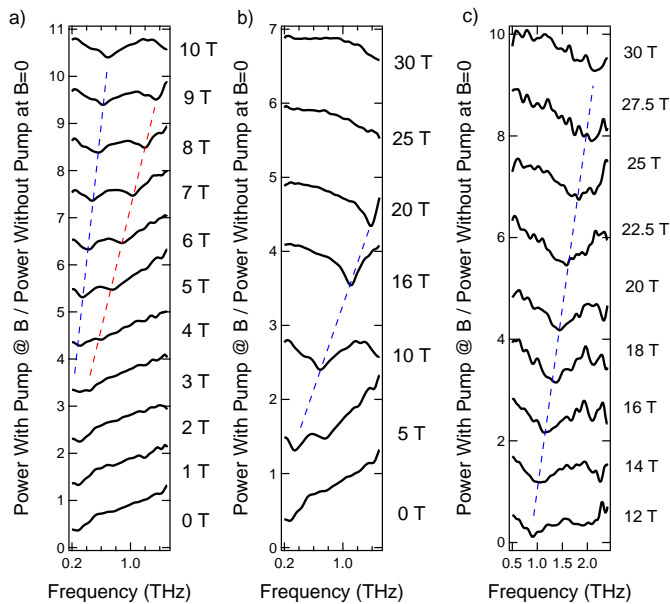 a)
Power With Pump @ B / Power Without Pump at B=0
11
10
9
8
7
6
5
4
3
2
1
0
10 T
9 T
8 T
7 T
6 T
5 T
4 T
3 T
2 T
1 T
0 T
0.2
1.0
Frequency (THz)
b)
Power With Pump @ B / Power Without Pump at B=0
7
6
5
4
3
2
1
0
30 T
25 T
20 T
16 T
10 T
5 T
0 T
0.2
1.0
Frequency (THz)
c)
Power With Pump @ B / Power Without Pump at B=0
10
8
6
4
2
0
30 T
27.5 T
25 T
22.5 T
20 T
18 T
16 T
14 T
12 T
0.5
1.0
1.5
2.0
Frequency (THz)